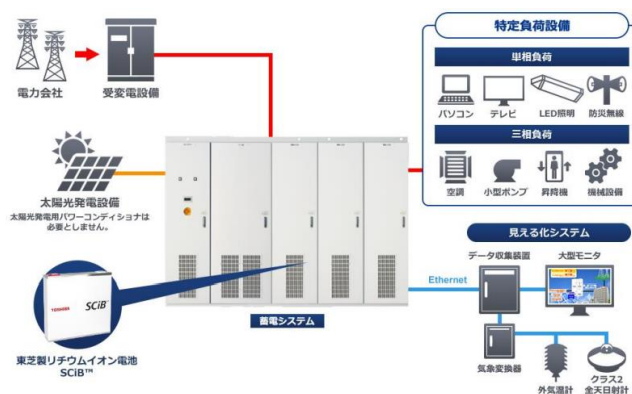 電力会社
受変電設備
太陽光発電設備
太陽光発電用パワーコンディショナは
必要としません。
TOSHIBA
SCiB™
東芝製リチウムイオン電池
SCiB™
蓄電システム
特定負荷設備
単相負荷
パソコン
テレビ
LED照明
防災無線
三相負荷
空調
小型ポンプ
昇降機
機械設備
見える化システム
データ収集装置
大型モニタ
Ethernet
気象変換器
外気温計
クラス2
全天日射計